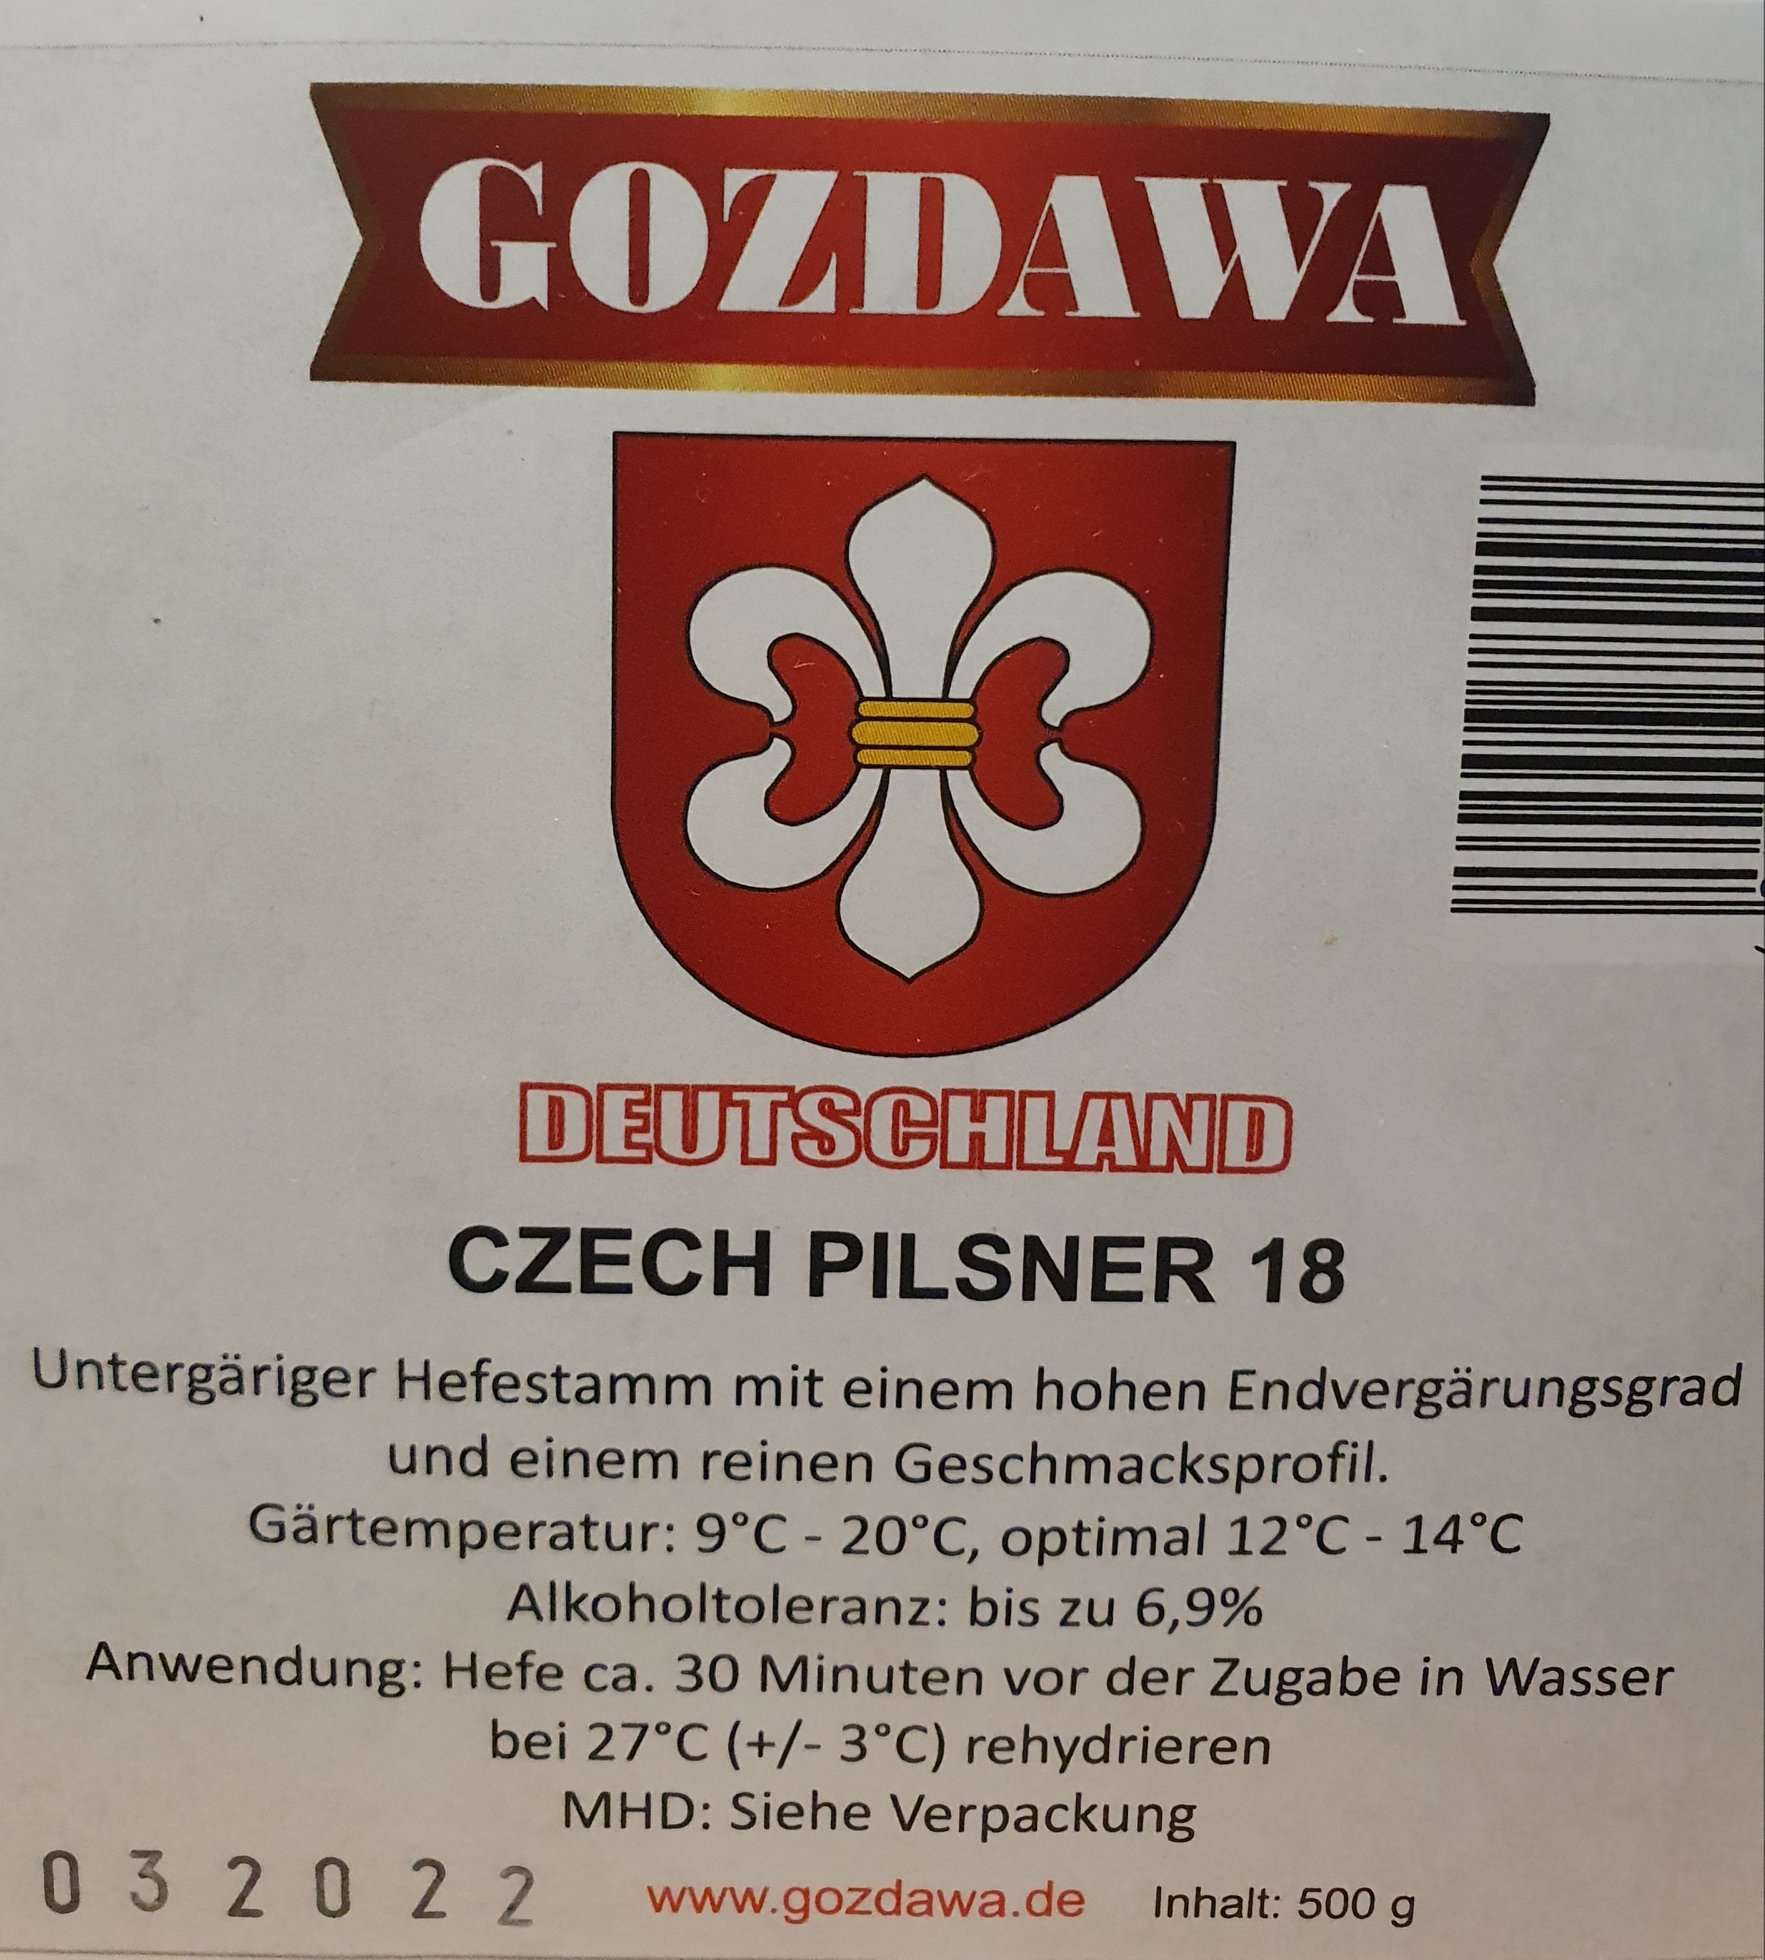 GOZDAWA
DEUTSCHLAND
CZECH PILSNER 18
Untergäriger Hefestamm mit einem hohen Endvergärungsgrad
und einem reinen Geschmacksprofil.
Gärtemperatur: 9°C - 20°C, optimal 12°C - 14°C
Alkoholtoleranz: bis zu 6,9%
Anwendung: Hefe ca. 30 Minuten vor der Zugabe in Wasser
bei 27°C (+/- 3°C) rehydrieren
MHD: Siehe Verpackung
032022
www.gozdawa.de Inhalt: 500 g